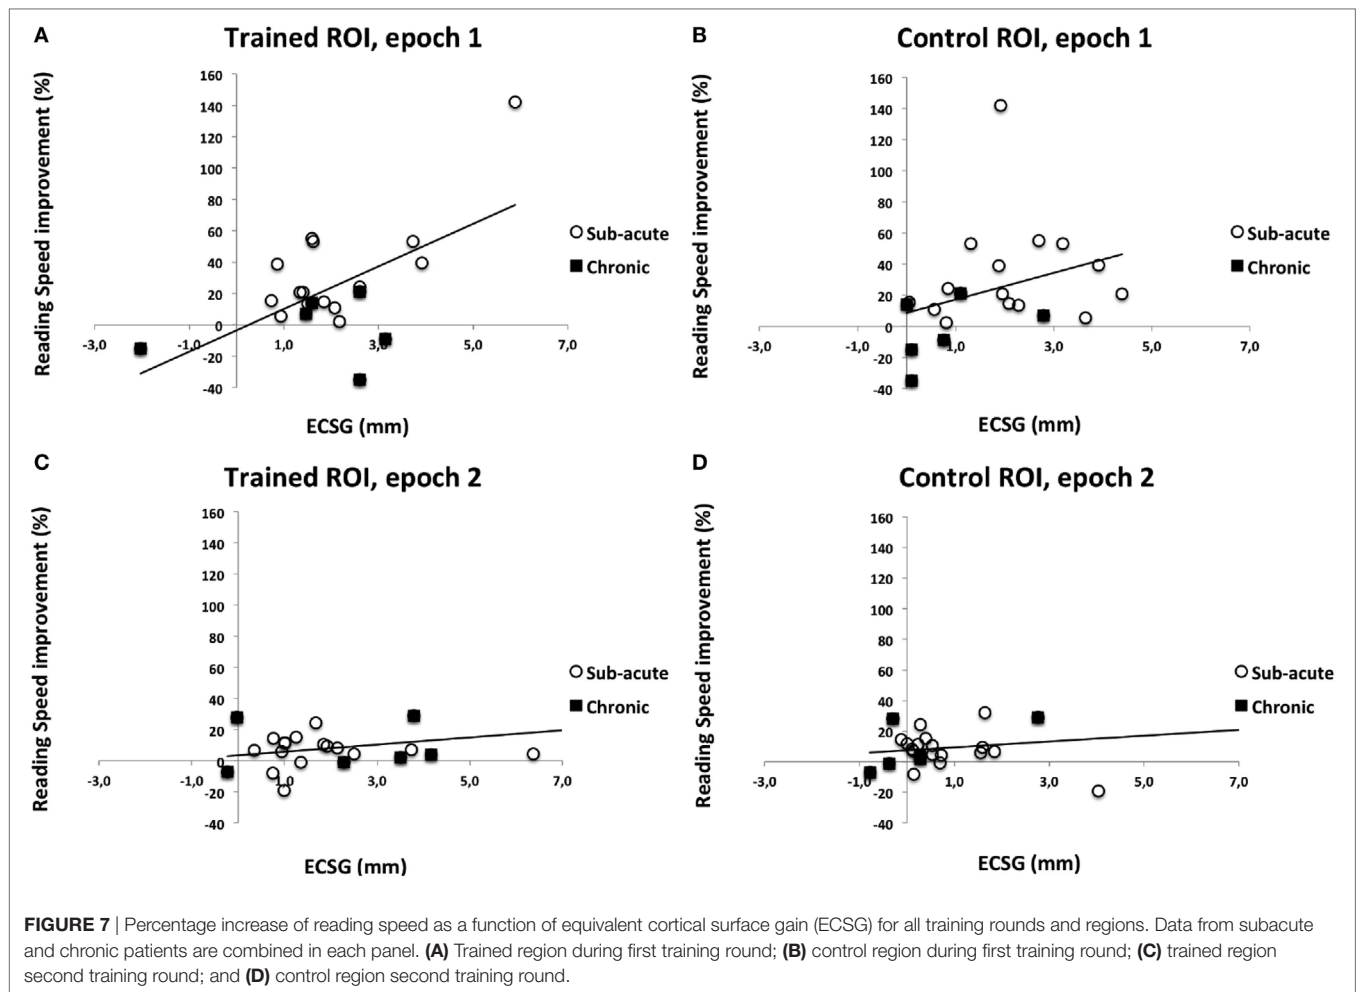 A
Trained ROI, epoch 1
Reading Speed improvement (%)
160
140
120
100
80
60
40
20
0
-20
-40
-3,0
-1,0
1,0
3,0
5,0
7,0
ECSG (mm)
Sub-acute
Chronic
B
Control ROI, epoch 1
Reading Speed improvement (%)
160
140
120
100
80
60
40
20
0
-20
-40
-3,0
-1,0
1,0
3,0
5,0
7,0
ECSG (mm)
Sub-acute
Chronic
C
Trained ROI, epoch 2
Reading Speed improvement (%)
160
140
120
100
80
60
40
20
0
-20
-40
-3,0
-1,0
1,0
3,0
5,0
7,0
ECSG (mm)
Sub-acute
Chronic
D
Control ROI, epoch 2
Reading Speed improvement (%)
160
140
120
100
80
60
40
20
0
-20
-40
-3,0
-1,0
1,0
3,0
5,0
7,0
ECSG (mm)
Sub-acute
Chronic
FIGURE 7 | Percentage increase of reading speed as a function of equivalent cortical surface gain (ECSG) for all training rounds and regions. Data from subacute
and chronic patients are combined in each panel. (A) Trained region during first training round; (B) control region during first training round; (C) trained region
second training round; and (D) control region second training round.